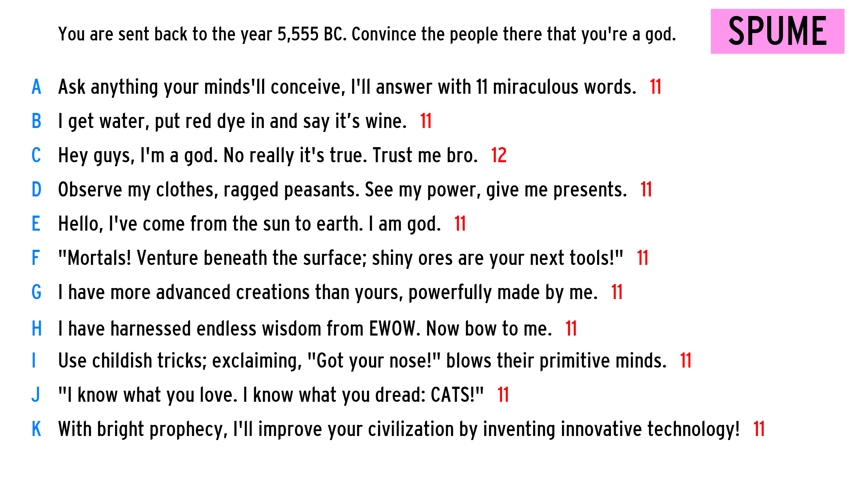 You are sent back to the year 5,555 BC. Convince the people there that you're a god.
SPUME
A Ask anything your minds'll conceive, I'll answer with 11 miraculous words. 11
B I get water, put red dye in and say it’s wine. 11
C Hey guys, I'm a god. No really it's true. Trust me bro. 12
D Observe my clothes, ragged peasants. See my power, give me presents. 11
E Hello, I've come from the sun to earth. I am god. 11
F "Mortals! Venture beneath the surface; shiny ores are your next tools!" 11
G I have more advanced creations than yours, powerfully made by me. 11
H I have harnessed endless wisdom from EWOW. Now bow to me. 11
I Use childish tricks; exclaiming, "Got your nose!" blows their primitive minds. 11
J "I know what you love. I know what you dread: CATS!" 11
K With bright prophecy, I'll improve your civilization by inventing innovative technology! 11